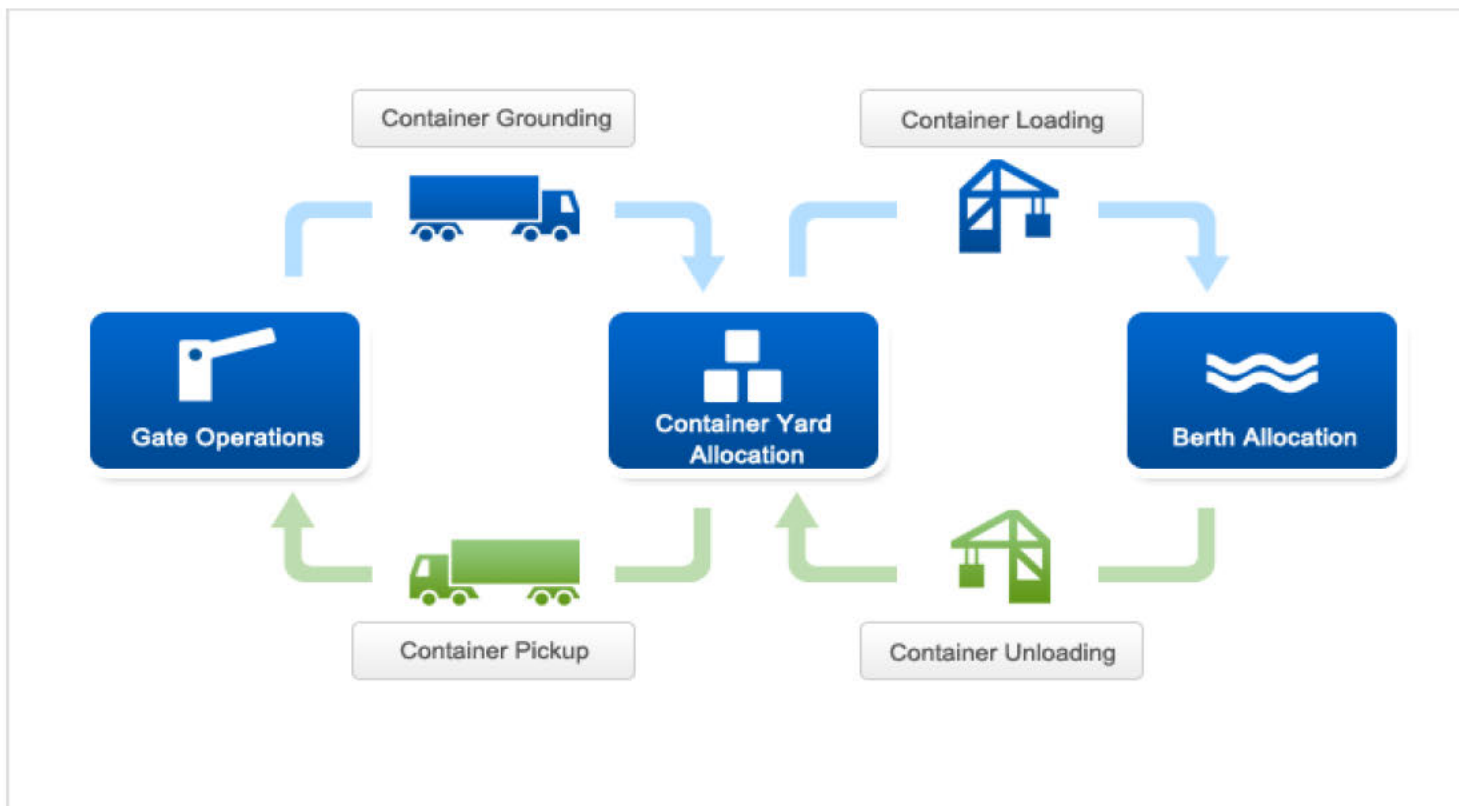 Container Grounding
Container Loading
Gate Operations
Container Yard
Allocation
Berth Allocation
Container Pickup
Container Unloading